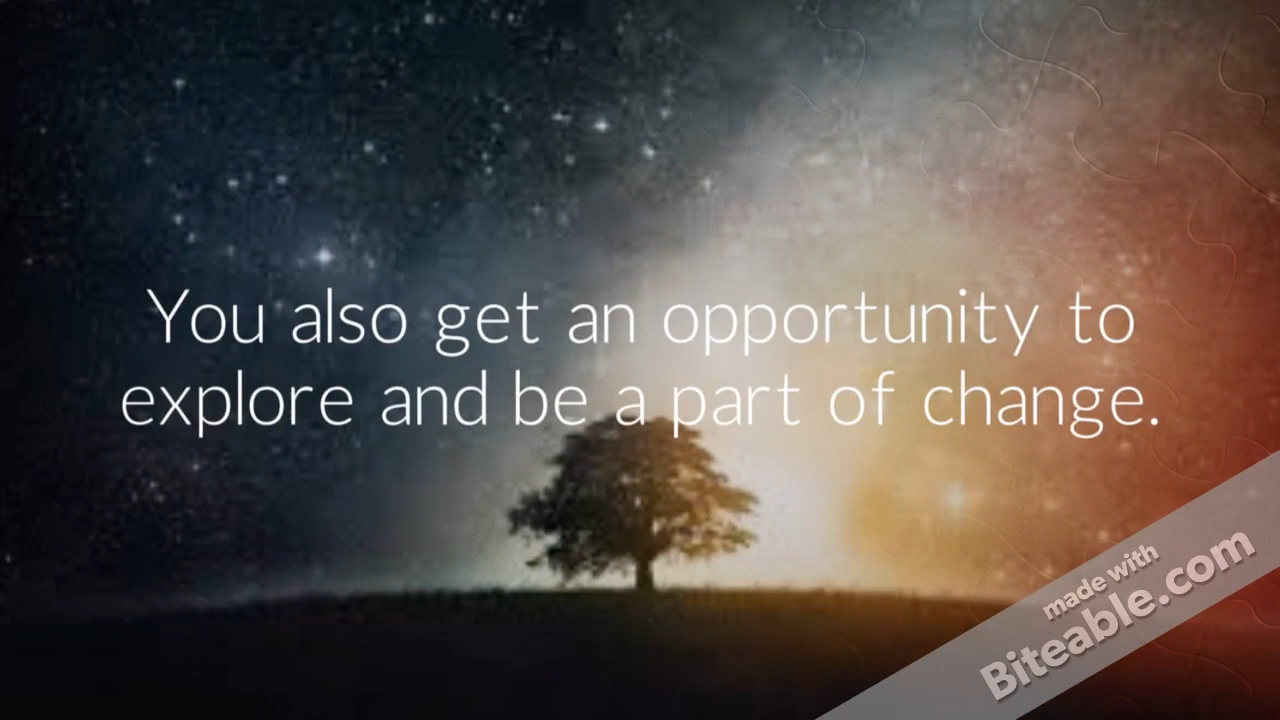 You also get an opportunity to
explore and be a part of change.
made with
Biteable.com